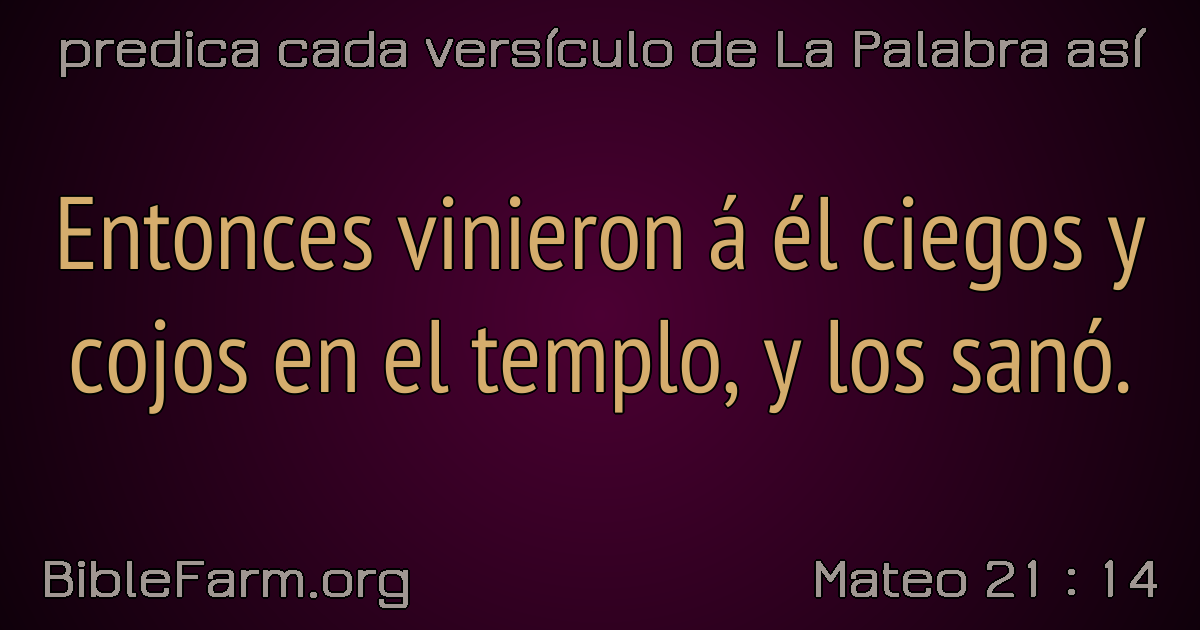 predica cada versículo de La Palabra así
Entonces vinieron á él ciegos y
cojos en el templo, y los sanó.
BibleFarm.org
Mateo 21 : 14